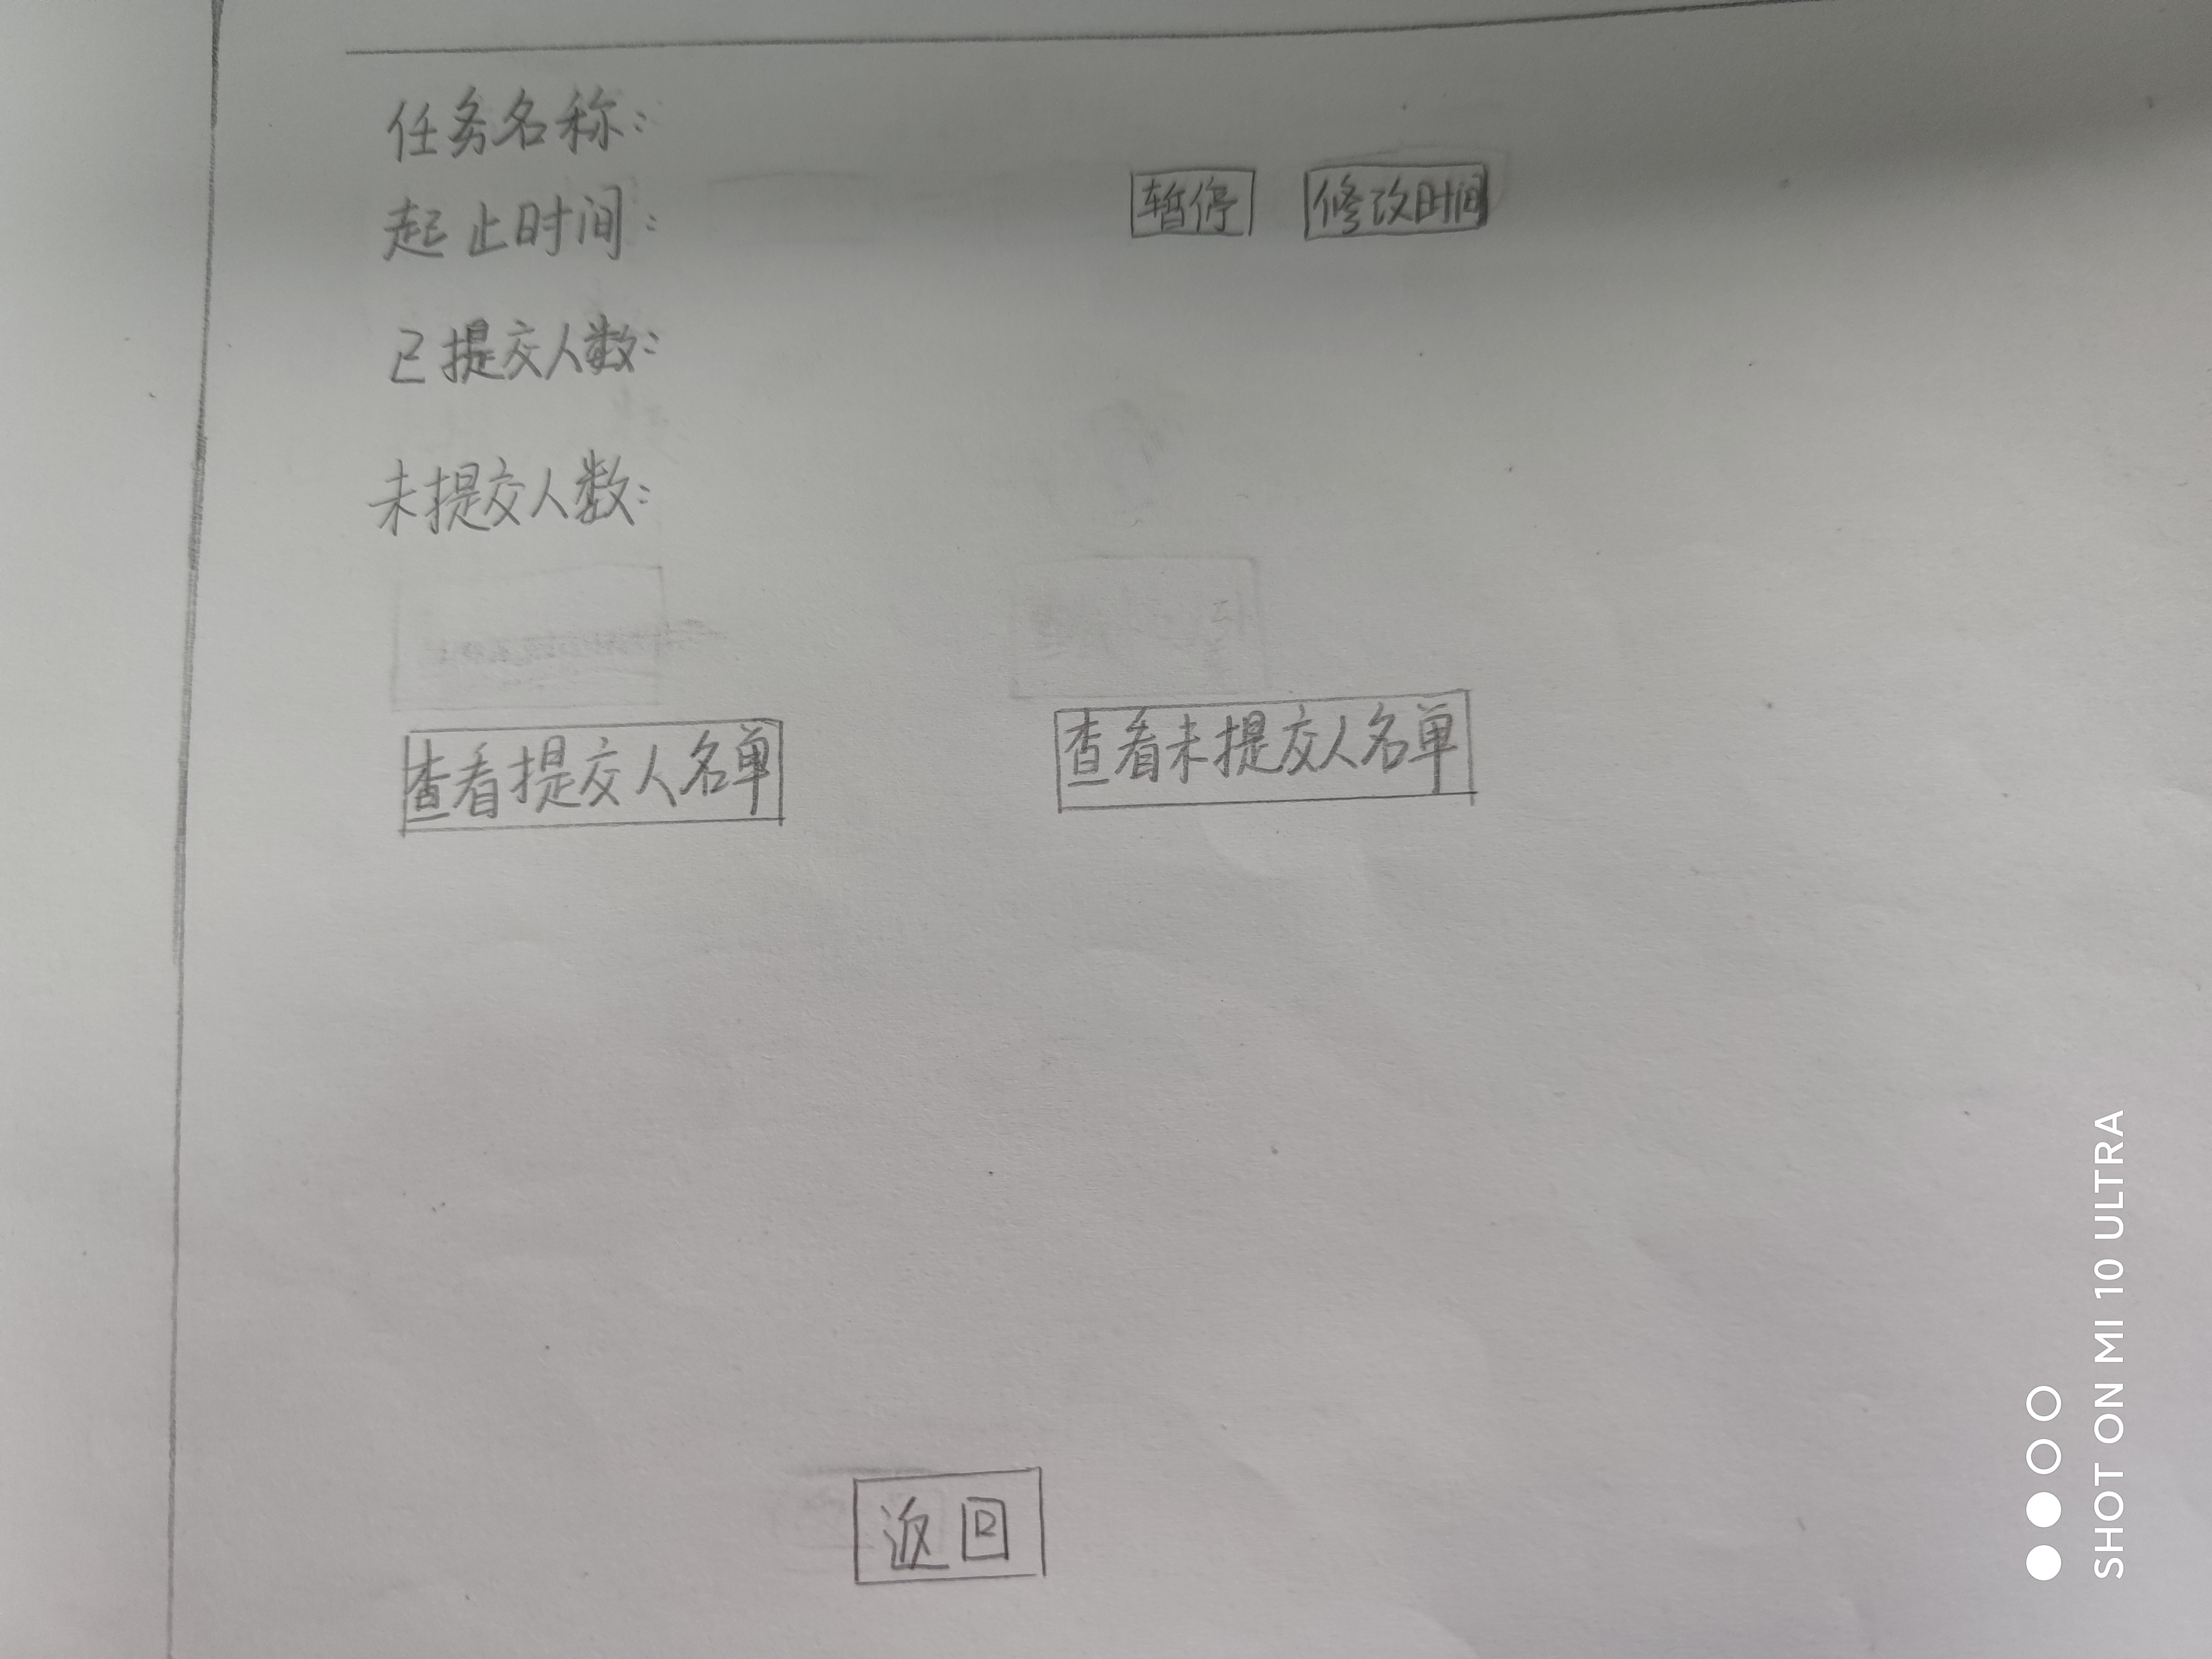 任务名称:
起止时间: 暂停 修改时间
已提交人数:
未提交人数:
查看提交人名单 查看未提交人名单
返回
SHOT ON MI 10 ULTRA